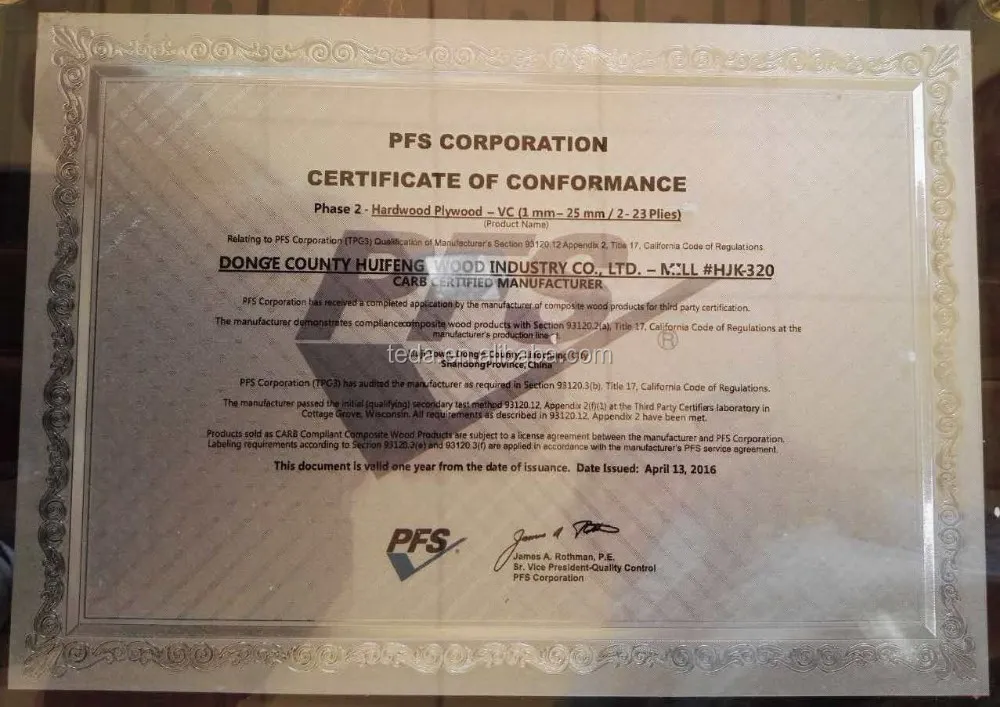 PFS CORPORATION
CERTIFICATE OF CONFORMANCE
Phase 2 - Hardwood Plywood – VC (1 mm– 25 mm / 2 - 23 Plies)
(Product Name)
Relating to PFS Corporation (TPG3) Qualification of Manufacturer's Section 93120.12 Appendix 2, Title 17, California Code of Regulations.
DONG'E COUNTY HUIFENG WOOD INDUSTRY CO., LTD. – MILL #HJK-320
CARB CERTIFIED MANUFACTURER
PFS Corporation has received a completed application by the manufacturer of composite wood products for third party certification.
The manufacturer demonstrates compliancecomposite wood products with Section 93120.2(a), Title 17, California Code of Regulations at the
manufacturer's production line
Town, Dong'e County, City
ShandongProvince, China
PFS Corporation (TPG3) has audited the manufacturer as required in Section 93120.3(b), Title 17, California Code of Regulations.
The manufacturer passed the initial (qualifying) secondary test method 93120.12, Appendix 2(f)(1) at the Third Party Certifiers laboratory in
Cottage Grove, Wisconsin. All requirements as described in 93120.12, Appendix 2 have been met.
Products sold as CARB Compliant Composite Wood Products are subject to a license agreement between the manufacturer and PFS Corporation.
Labeling requirements according to Section 93120.3(e) and 93120.3(f) are applied in accordance with the manufacturer's PFS service agreement.
This document is valid one year from the date of issuance. Date Issued: April 13, 2016
PFS
James A. Rothman, P.E.
Sr. Vice President-Quality Control
PFS Corporation